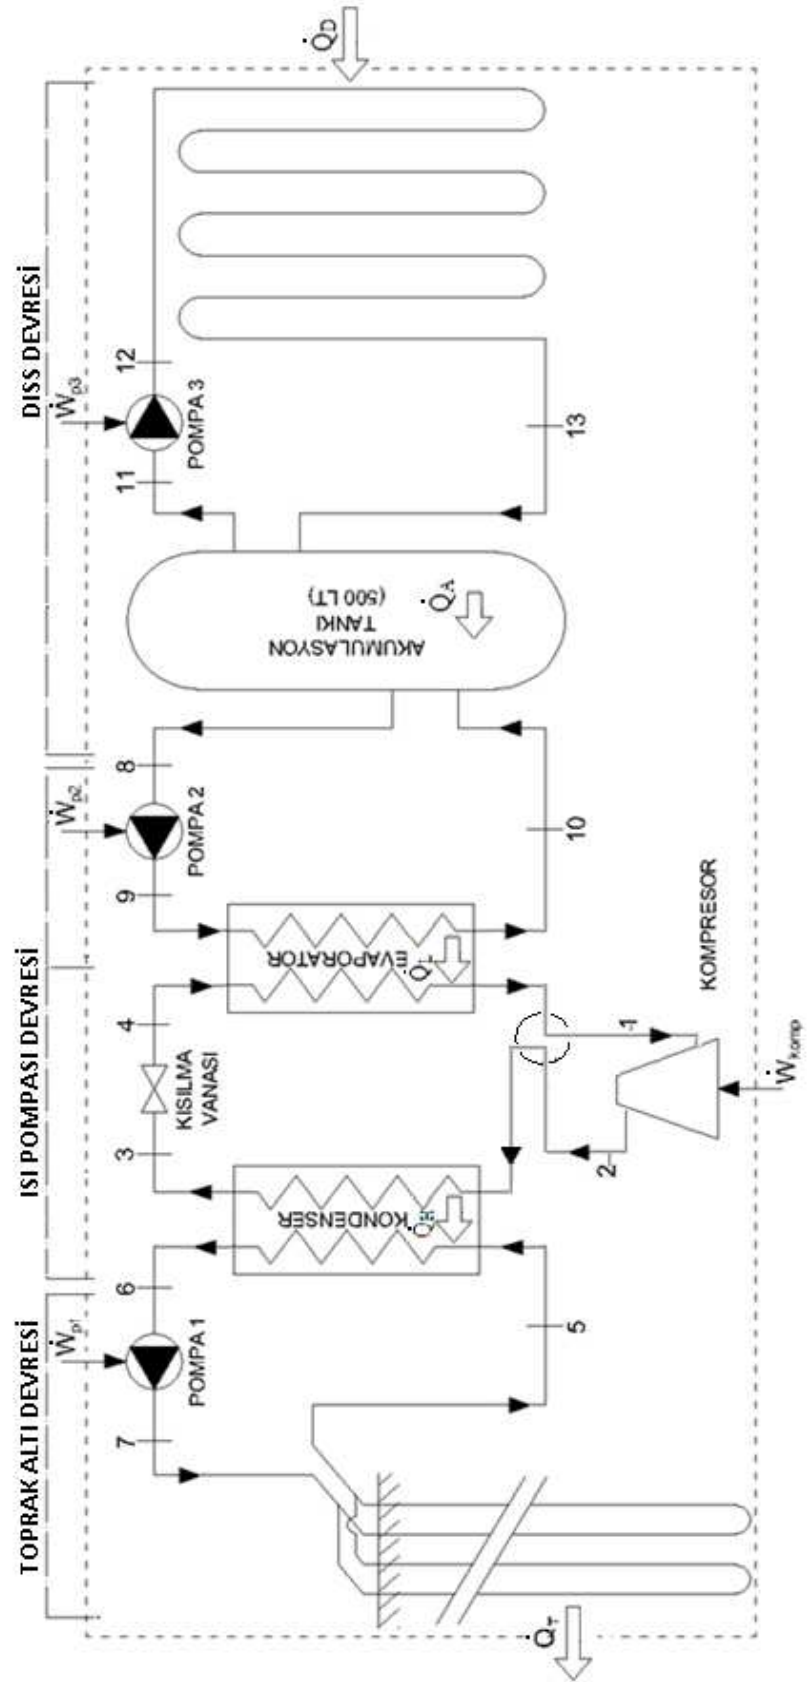 TOPRAK ALTI DEVRESİ
ISI POMPASI DEVRESİ
DISS DEVRESİ
Ẇp1
Ẇp2
Ẇp3
7
POMPA 1
6
3
KISILMA
VANASI
4
9
POMPA 2
8
11
POMPA 3
12
Q̇D
KONDENSER
Q̇H
EVAPORATOR
Q̇L
AKUMULASYON
TANKI
(500 LT)
Q̇A
5
2
1
10
13
KOMPRESOR
Ẇkomp
Q̇T